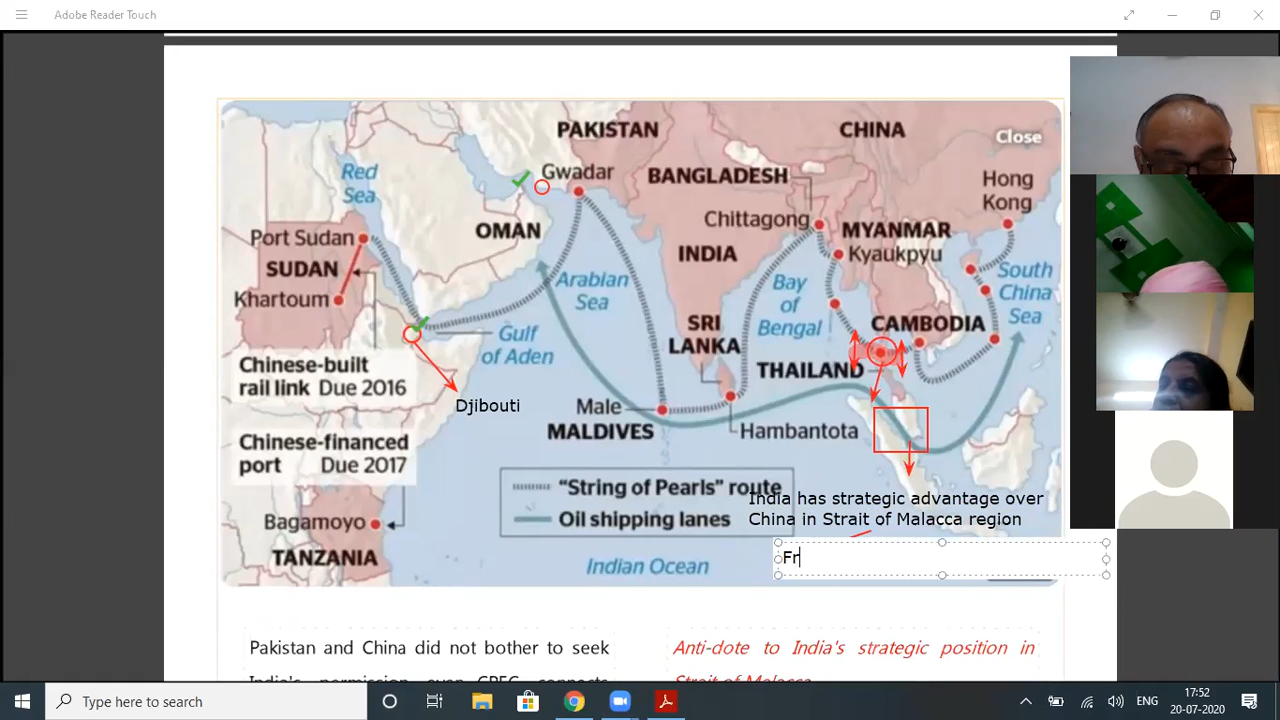 Adobe Reader Touch
PAKISTAN
CHINA
Close
Red
Sea
Gwadar
BANGLADESH
Hong
Kong
Port Sudan
OMAN
Chittagong
MYANMAR
SUDAN
INDIA
Kyaukpyu
Khartoum
Arabian
Sea
Bay
of
Bengal
South
China
Sea
Gulf
of Aden
SRI
LANKA
CAMBODIA
Chinese-built
rail link Due 2016
THAILAND
Djibouti
Male
MALDIVES
Hambantota
Chinese-financed
port Due 2017
"String of Pearls" route
Oil shipping lanes
India has strategic advantage over
China in Strait of Malacca region
Bagamoyo
TANZANIA
Indian Ocean
Fr
Pakistan and China did not bother to seek
Anti-dote to India's strategic position in
Strait of Malacca
Type here to search
ENG
17:52
20-07-2020